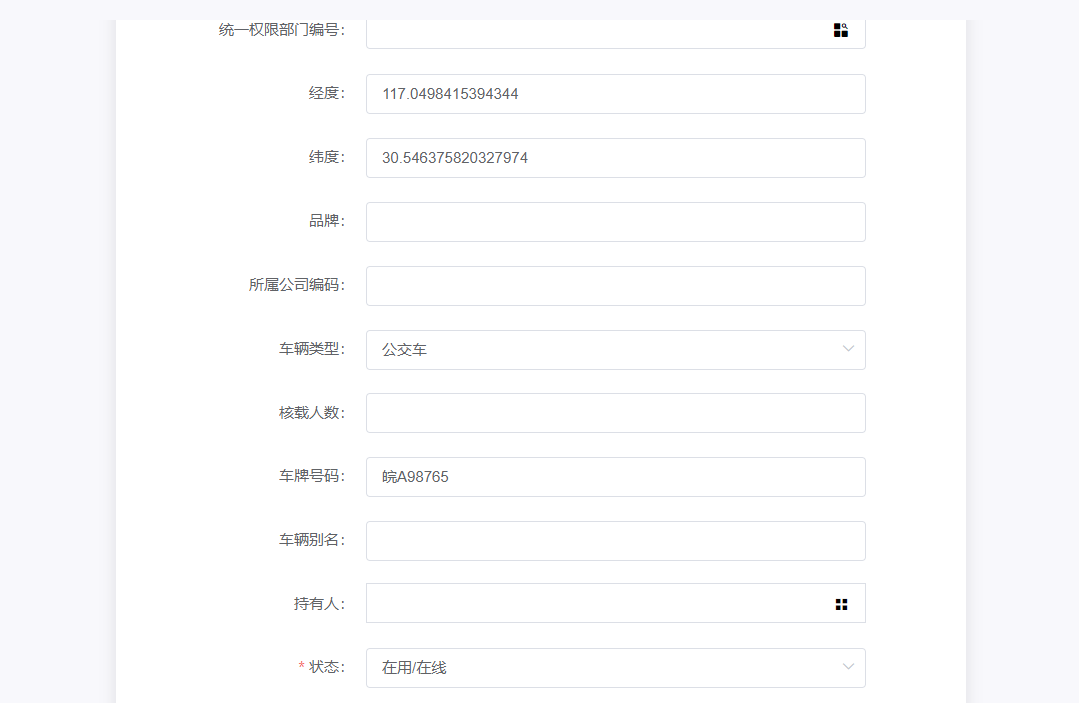 统一权限部门编号：
经度： 117.0498415394344
纬度： 30.546375820327974
品牌：
所属公司编码：
车辆类型： 公交车
核载人数：
车牌号码： 皖A98765
车辆别名：
持有人：
* 状态： 在用/在线